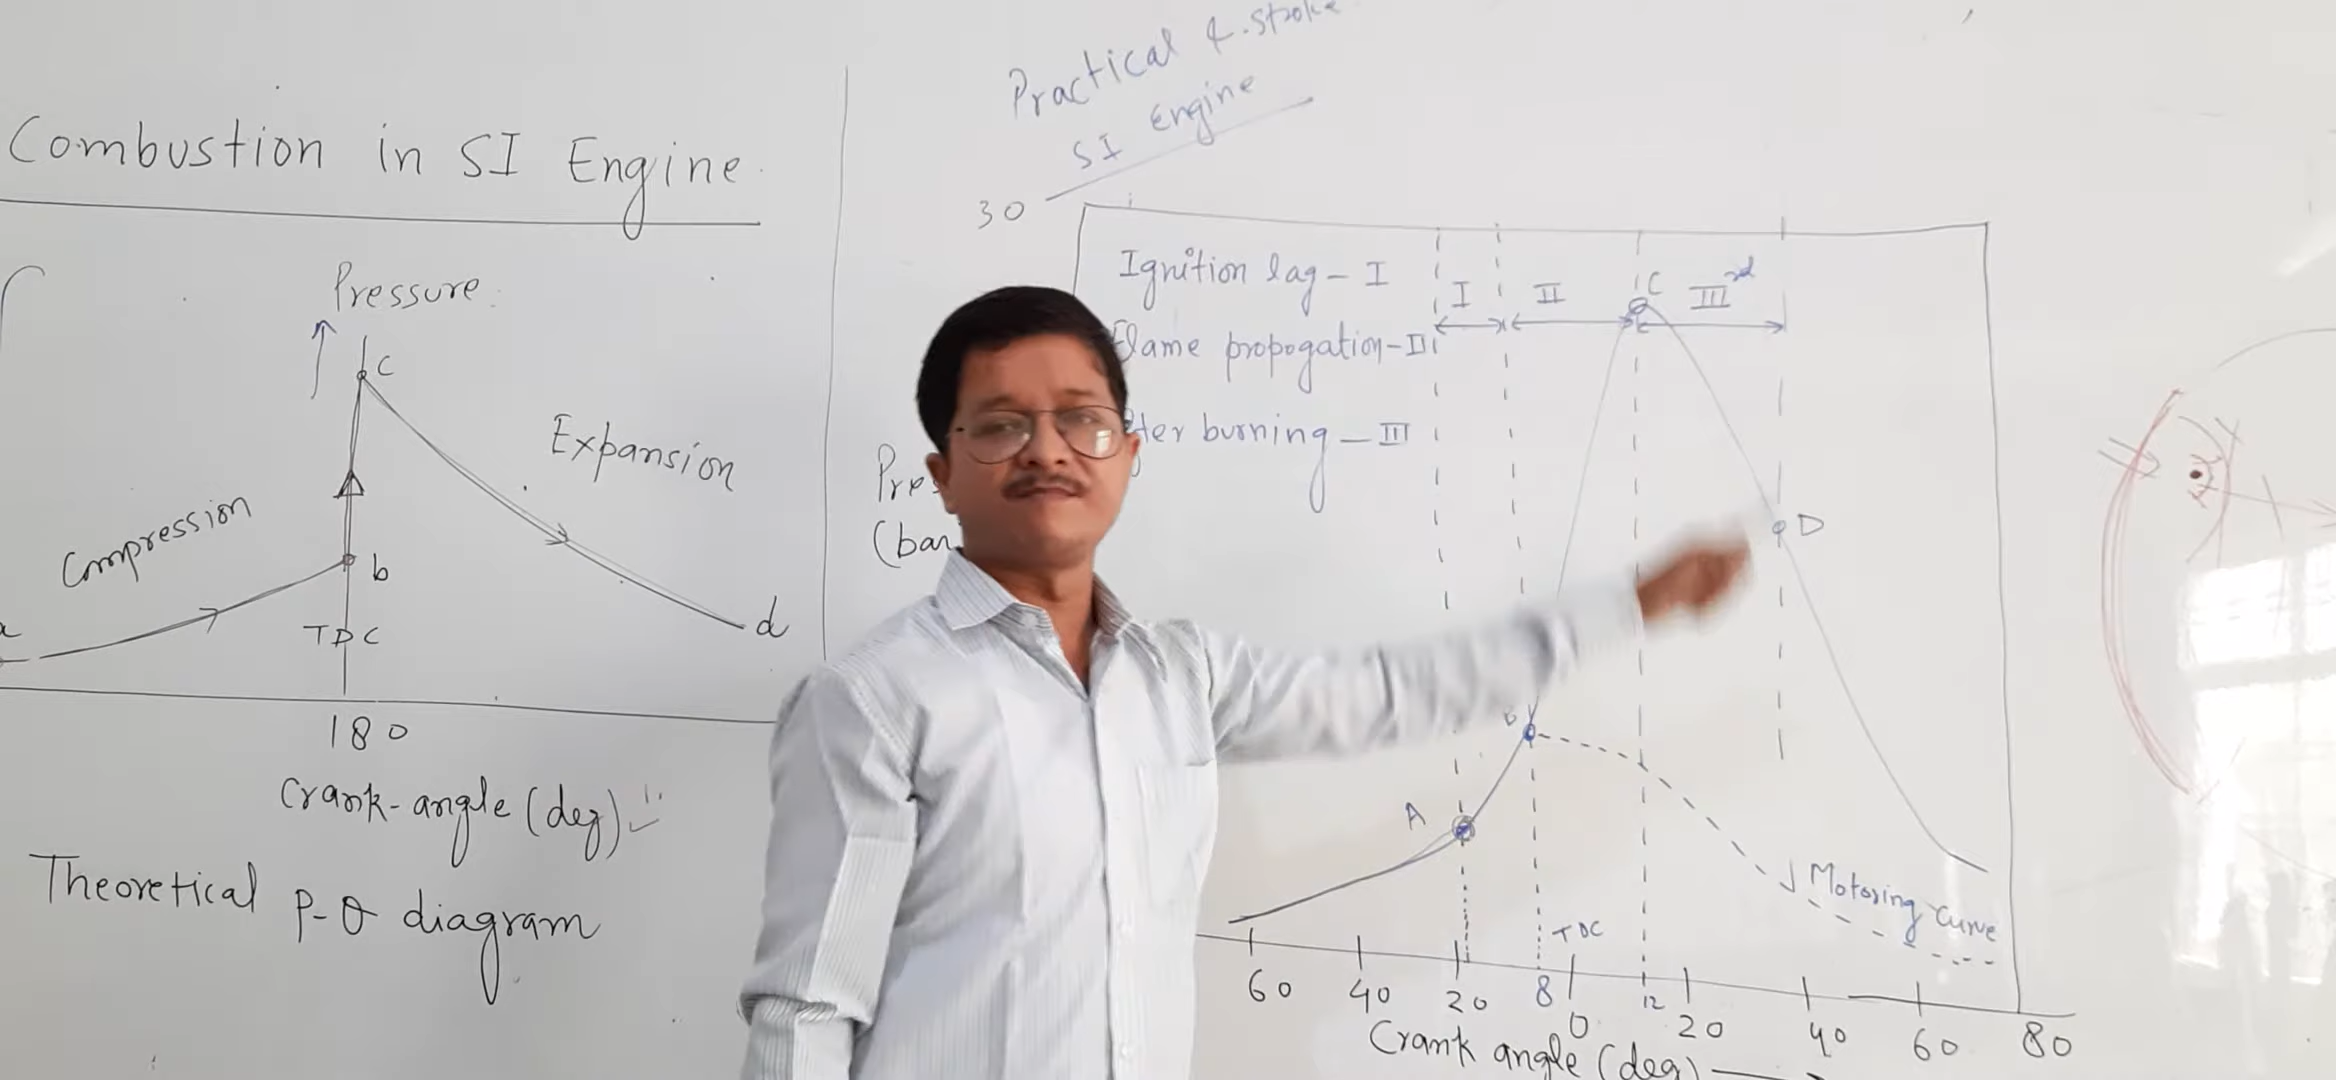 Combustion in SI Engine
Pressure
c
Expansion
Compression
b
TDC
d
180
Crank-angle (deg)
Theoretical P-θ diagram
Practical 4-stroke
SI Engine
30
Ignition lag - I
Flame propogation - II
burning - III
I II C III rd
D
B
A
Motoring Curve
TDC
60 40 20 8 0 12 20 40 60 80
Crank angle (deg)